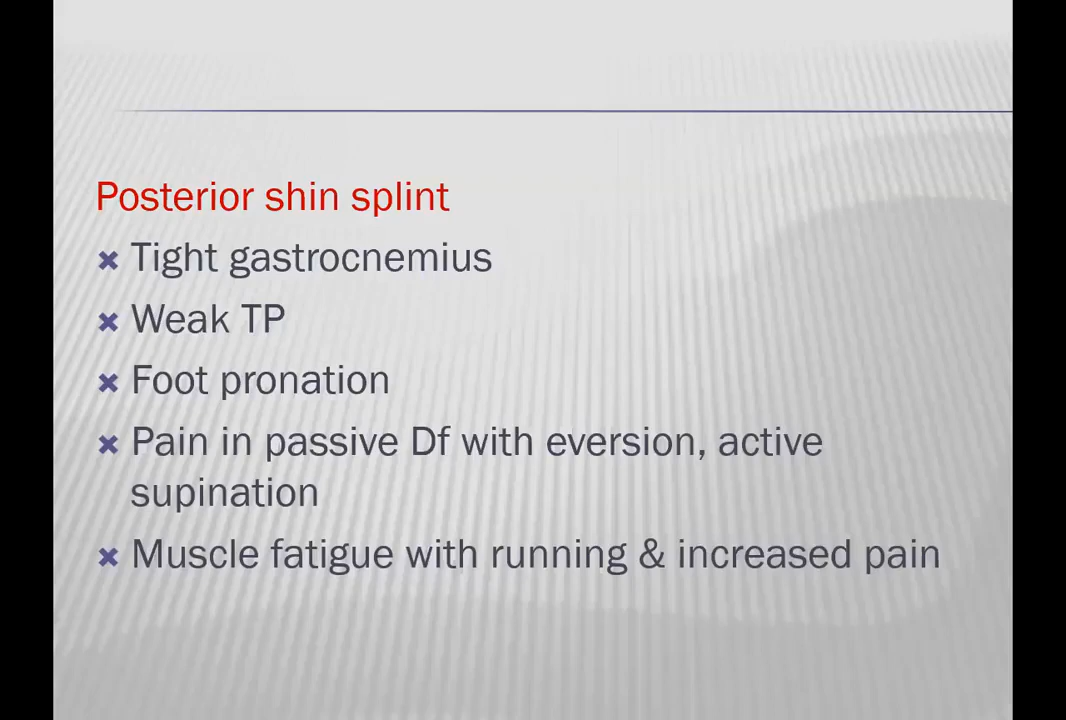 Posterior shin splint
Tight gastrocnemius
Weak TP
Foot pronation
Pain in passive Df with eversion, active
supination
Muscle fatigue with running & increased pain